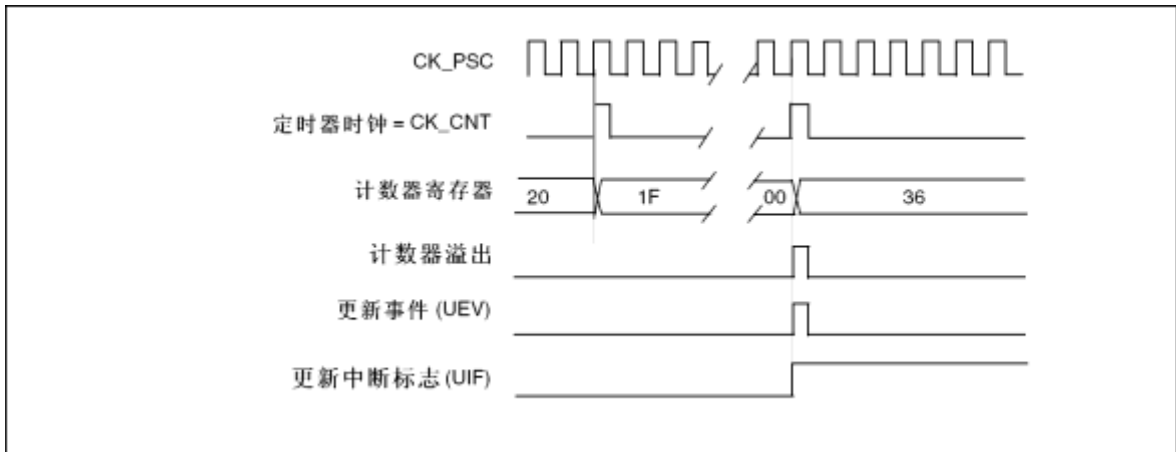 CK_PSC
定时器时钟 = CK_CNT
计数器寄存器 20 1F 00 36
计数器溢出
更新事件 (UEV)
更新中断标志 (UIF)